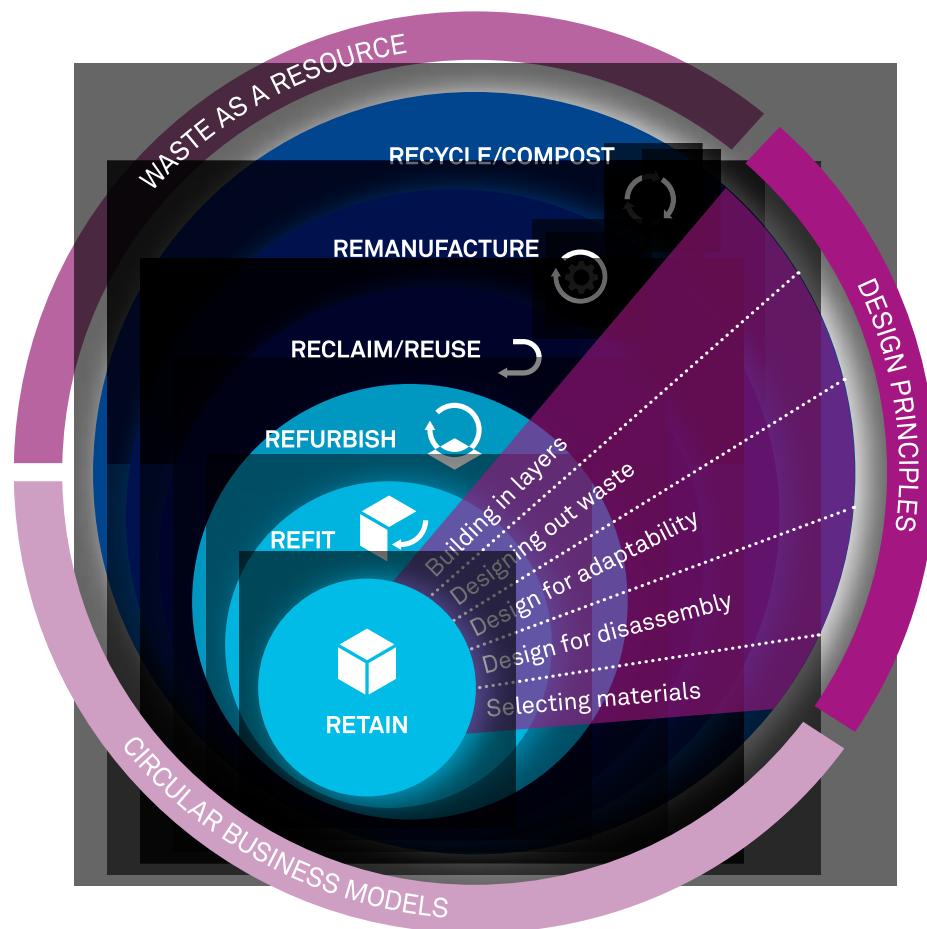 WASTE AS A RESOURCE
RECYCLE/COMPOST
REMANUFACTURE
RECLAIM/REUSE
REFURBISH
REFIT
RETAIN
DESIGN PRINCIPLES
Building in layers
Designing out waste
Design for adaptability
Design for disassembly
Selecting materials
CIRCULAR BUSINESS MODELS